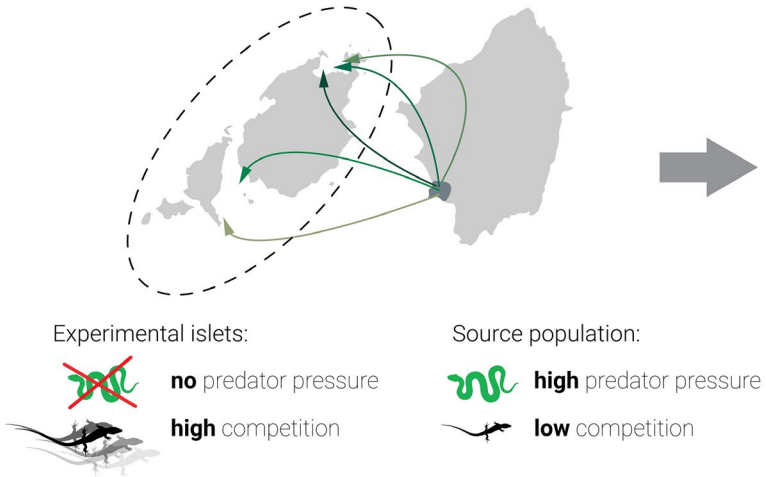 Experimental islets:
no predator pressure
high competition
Source population:
high predator pressure
low competition